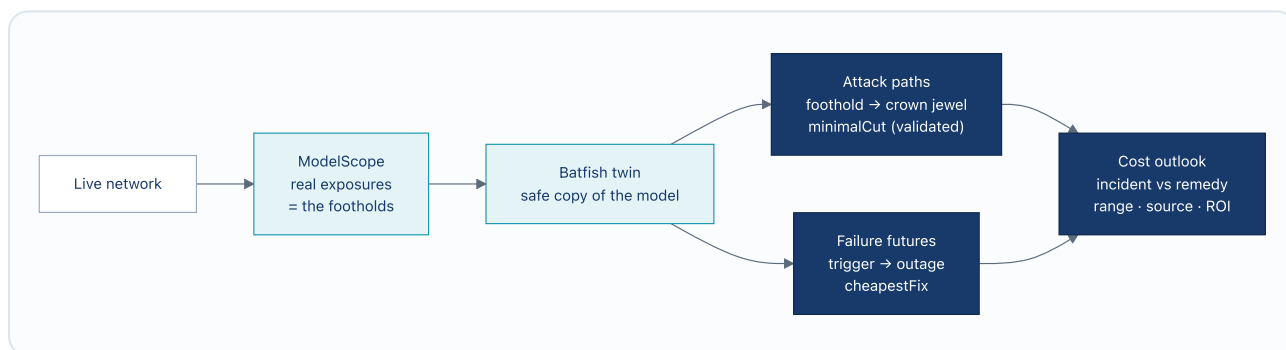 Live network
ModelScope
real exposures
= the footholds
Batfish twin
safe copy of the model
Attack paths
foothold → crown jewel
minimalCut (validated)
Failure futures
trigger → outage
cheapestFix
Cost outlook
incident vs remedy
range · source · ROI